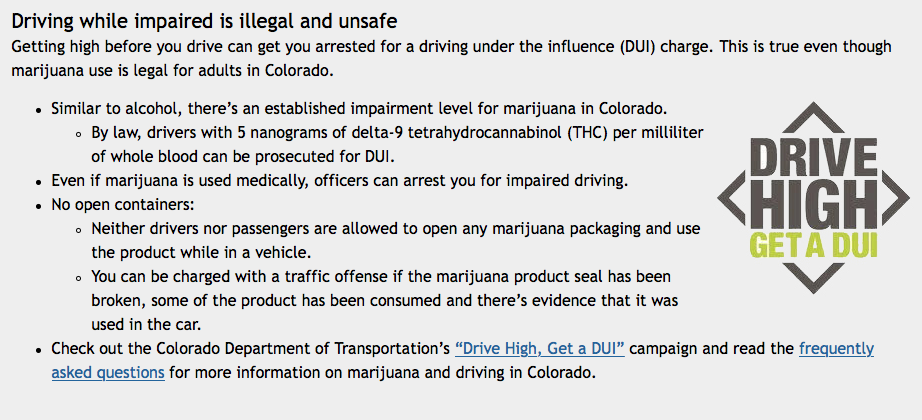 Driving while impaired is illegal and unsafe
Getting high before you drive can get you arrested for a driving under the influence (DUI) charge. This is true even though
marijuana use is legal for adults in Colorado.
Similar to alcohol, there's an established impairment level for marijuana in Colorado.
By law, drivers with 5 nanograms of delta-9 tetrahydrocannabinol (THC) per milliliter
of whole blood can be prosecuted for DUI.
Even if marijuana is used medically, officers can arrest you for impaired driving.
No open containers:
Neither drivers nor passengers are allowed to open any marijuana packaging and use
the product while in a vehicle.
You can be charged with a traffic offense if the marijuana product seal has been
broken, some of the product has been consumed and there's evidence that it was
used in the car.
Check out the Colorado Department of Transportation's “Drive High, Get a DUI” campaign and read the frequently
asked questions for more information on marijuana and driving in Colorado.
DRIVE
HIGH
GET A DUI